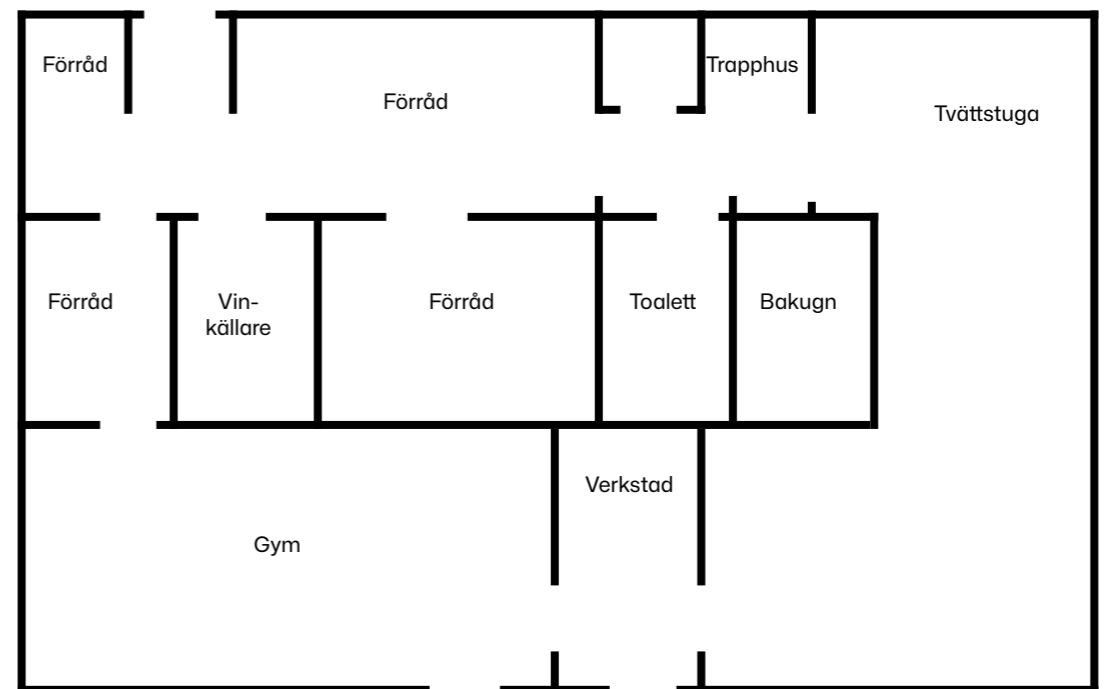 Förråd
Förråd
Trapphus
Tvättstuga
Förråd
Vin-
källare
Förråd
Toalett
Bakugn
Verkstad
Gym